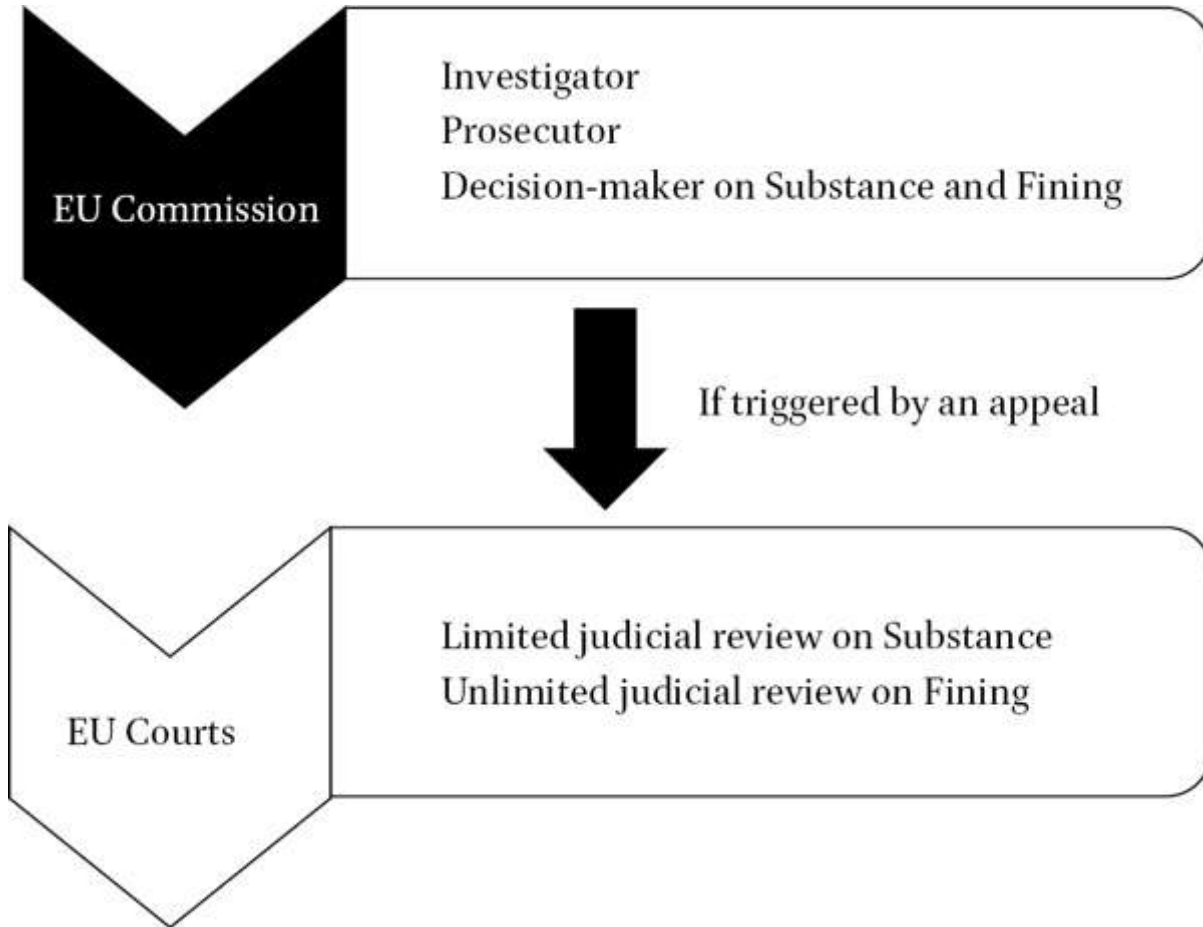 Investigator
Prosecutor
Decision-maker on Substance and Fining
EU Commission
If triggered by an appeal
Limited judicial review on Substance
Unlimited judicial review on Fining
EU Courts